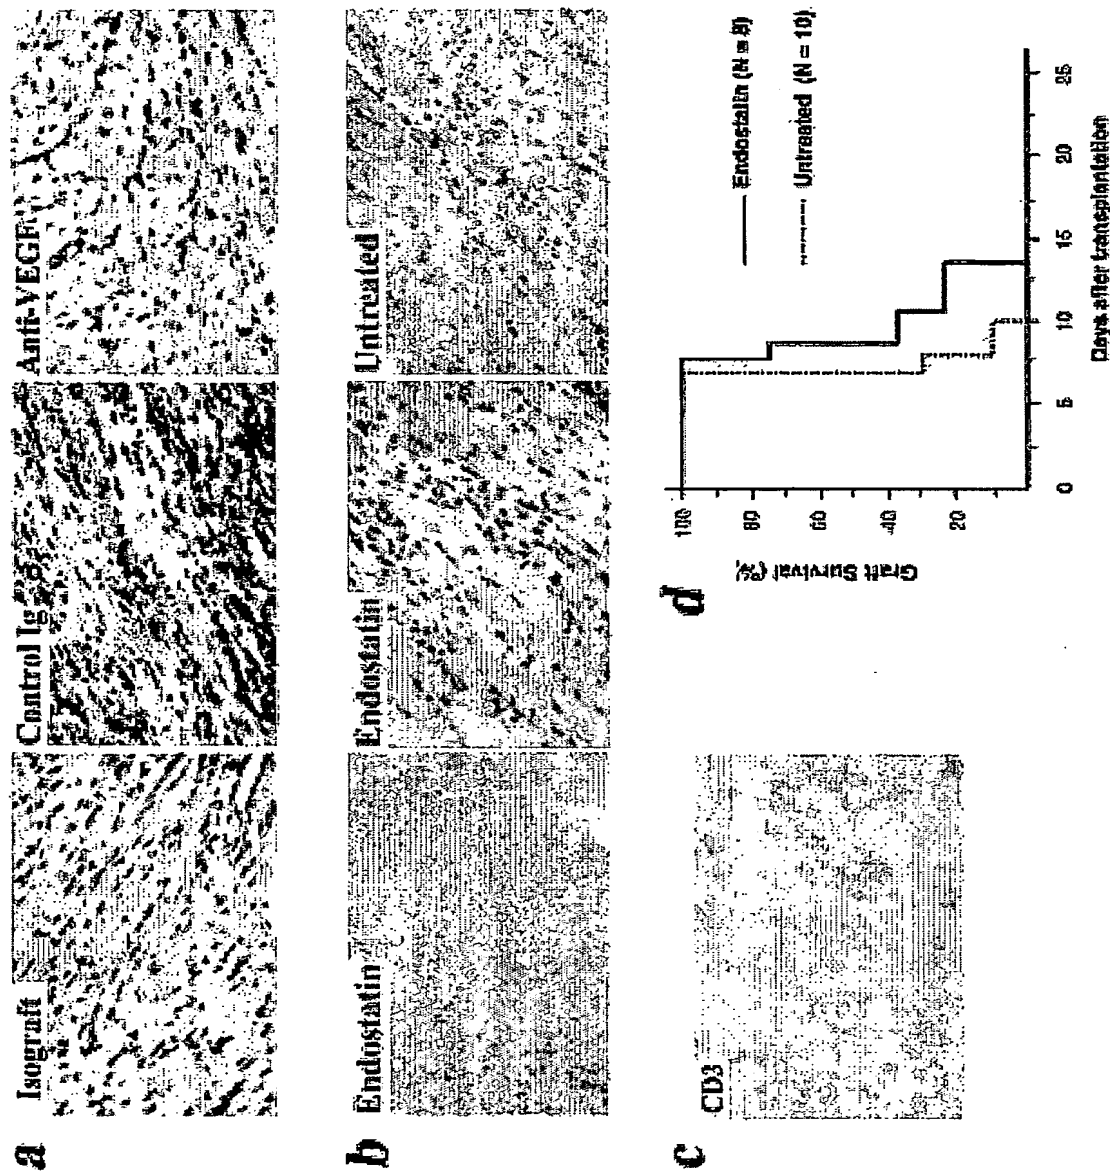 a
Isograft
Control Ig
Anti-VEGF
b
Endostatin
Endostatin
Untreated
c
CD3
d
Graft Survival (%)
100
80
60
40
20
0
5
10
15
20
25
Days after transplantation
Endostatin (N = 8)
Untreated (N = 10)